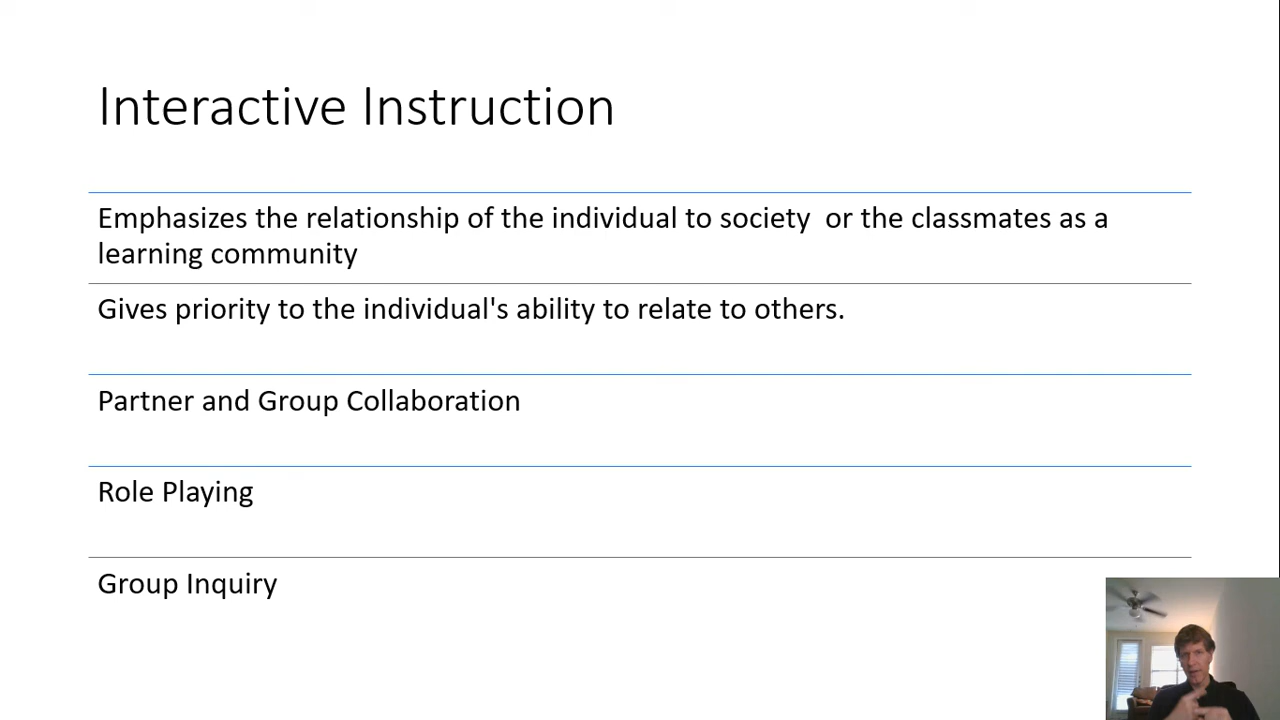 Interactive Instruction
Emphasizes the relationship of the individual to society  or the classmates as a
learning community
Gives priority to the individual's ability to relate to others.
Partner and Group Collaboration
Role Playing
Group Inquiry